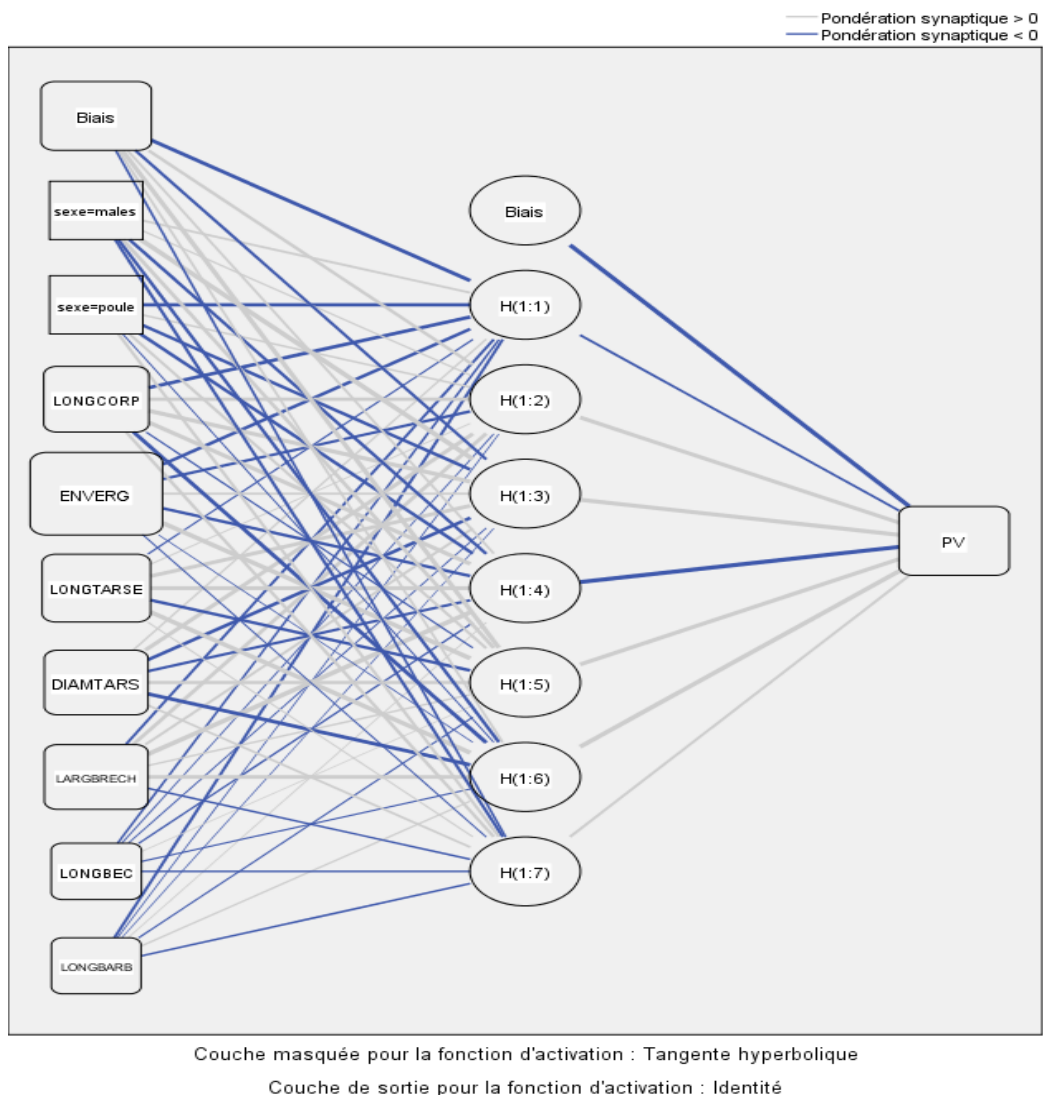 Pondération synaptique > 0
Pondération synaptique < 0
Biais
sexe=males
sexe=poule
LONGCORP
ENVERG
LONGTARSE
DIAMTARS
LARGBRECH
LONGBEC
LONGBARB
Biais
H(1:1)
H(1:2)
H(1:3)
H(1:4)
H(1:5)
H(1:6)
H(1:7)
PV
Couche masquée pour la fonction d'activation : Tangente hyperbolique
Couche de sortie pour la fonction d'activation : Identité